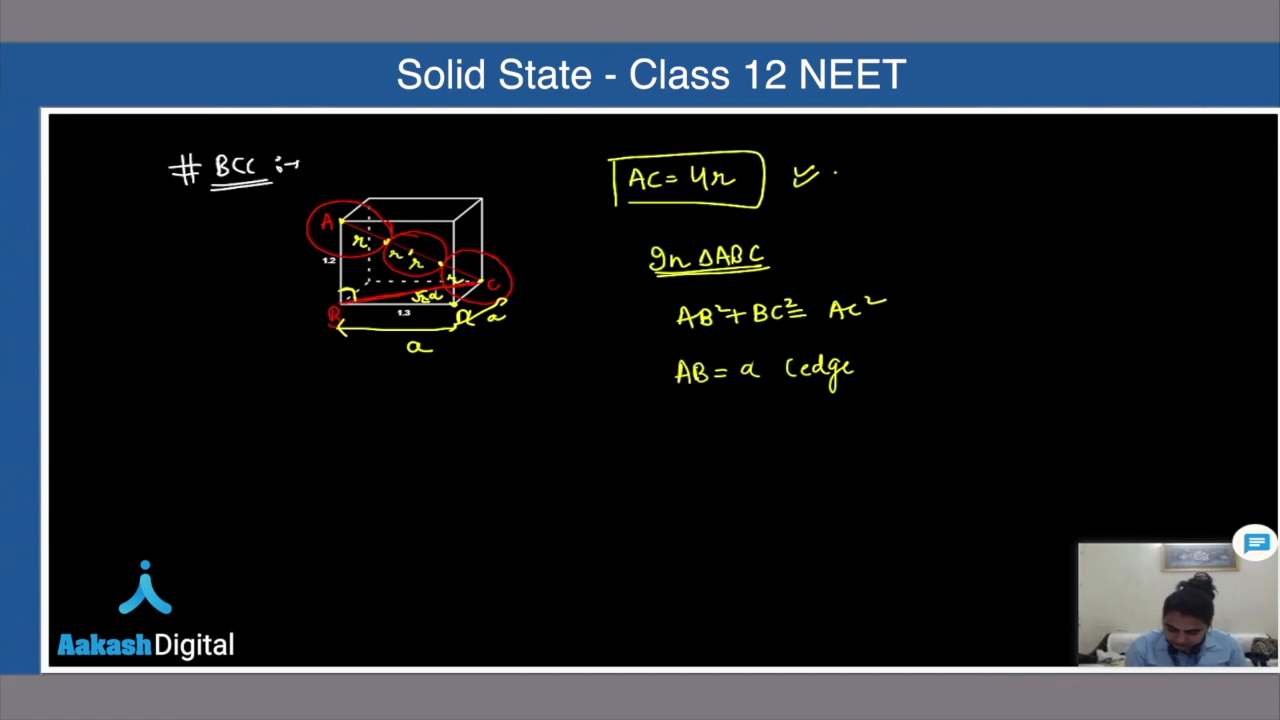 Solid State - Class 12 NEET
# BCC :→
AC = 4r
A
r
r
r
r
C
1.2
√2a
B
1.3
D
a
a
In ΔABC
AB²+ BC²= AC²
AB = a (edge
Aakash Digital